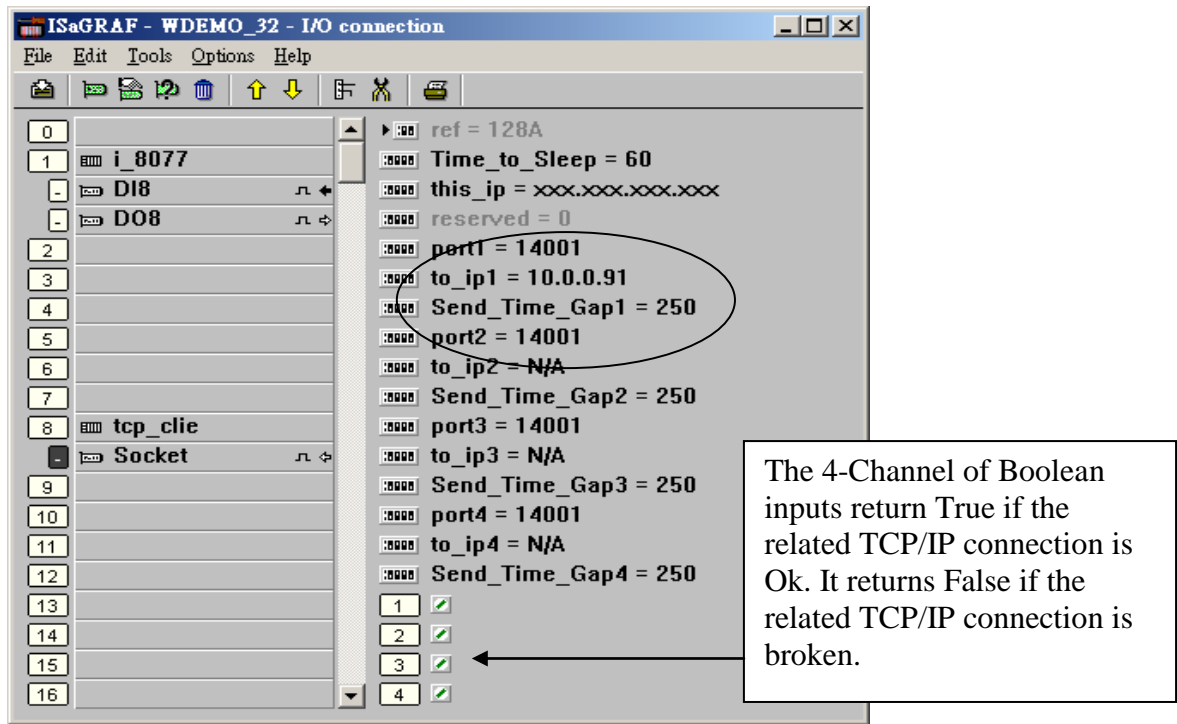 ISaGRAF - WDEMO_32 - I/O connection
File Edit Tools Options Help
0
1 i_8077
- DI8
- DO8
2
3
4
5
6
7
8 tcp_clie
- Socket
9
10
11
12
13
14
15
16
ref = 128A
Time_to_Sleep = 60
this_ip = xxx.xxx.xxx.xxx
reserved = 0
port1 = 14001
to_ip1 = 10.0.0.91
Send_Time_Gap1 = 250
port2 = 14001
to_ip2 = N/A
Send_Time_Gap2 = 250
port3 = 14001
to_ip3 = N/A
Send_Time_Gap3 = 250
port4 = 14001
to_ip4 = N/A
Send_Time_Gap4 = 250
1
2
3
4
The 4-Channel of Boolean
inputs return True if the
related TCP/IP connection is
Ok. It returns False if the
related TCP/IP connection is
broken.